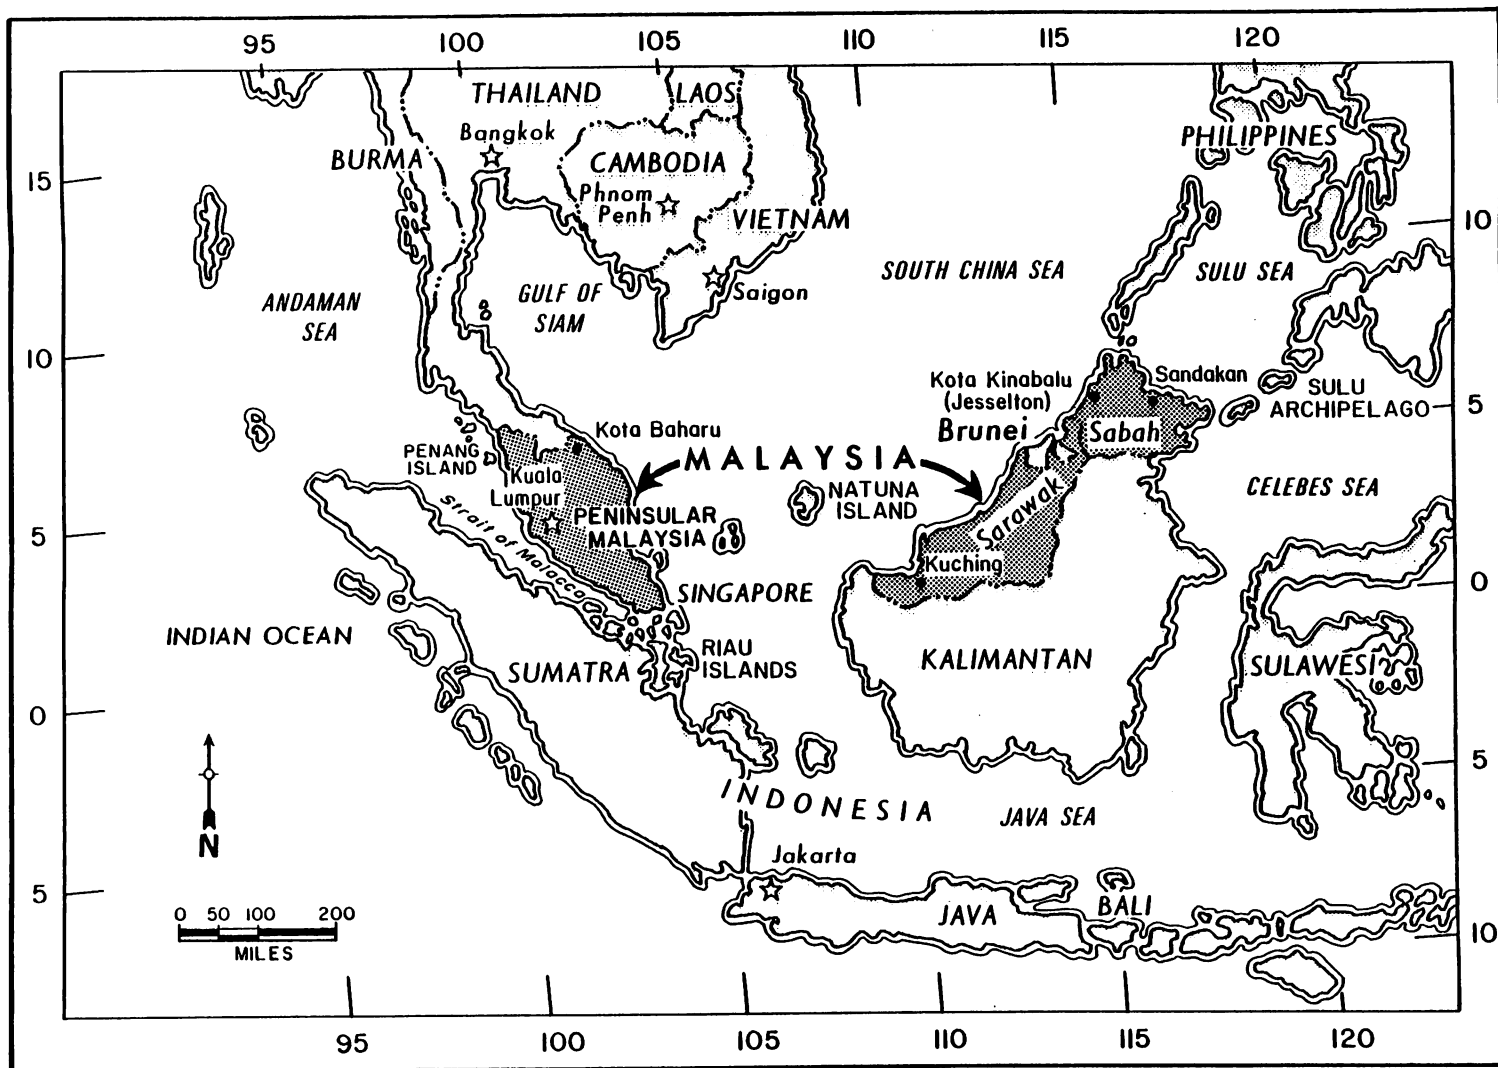 95 100 105 110 115 120
THAILAND
LAOS
Bangkok
BURMA
CAMBODIA
Phnom
Penh
VIETNAM
Saigon
PHILIPPINES
15
10
SOUTH CHINA SEA
SULU SEA
ANDAMAN
SEA
GULF OF
SIAM
10
5
Kota Kinabalu
(Jesselton)
Sandakan
SULU
ARCHIPELAGO
Brunei
Sabah
Kota Baharu
PENANG
ISLAND
MALAYSIA
Kuala
Lumpur
NATUNA
ISLAND
CELEBES SEA
Sarawak
Strait of Malacca
PENINSULAR
MALAYSIA
5
0
Kuching
SINGAPORE
INDIAN OCEAN
SUMATRA
RIAU
ISLANDS
KALIMANTAN
SULAWESI
0
5
INDONESIA
JAVA SEA
N
Jakarta
5
10
JAVA
BALI
0 50 100 200
MILES
95 100 105 110 115 120